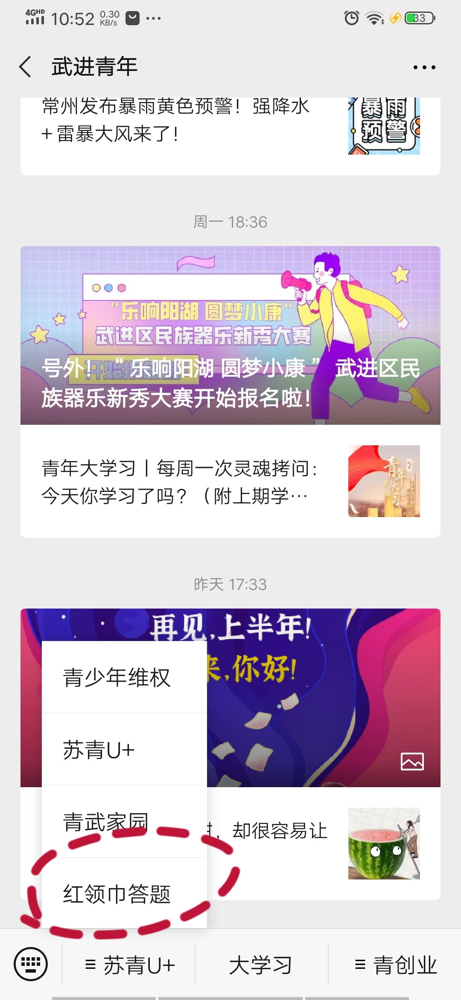 4GHD
10:52
0.30
KB/s
33
武进青年
常州发布暴雨黄色预警！强降水
+雷暴大风来了！
暴雨
预警
周一 18:36
“乐响阳湖 圆梦小康”
武进区民族器乐新秀大赛
号外！“乐响阳湖 圆梦小康” 武进区民
族器乐新秀大赛开始报名啦！
青年大学习丨每周一次灵魂拷问：
今天你学习了吗？（附上期学…
青年
大学习
昨天 17:33
再见,上半年!
来,你好!
青少年维权
苏青U+
青武家园
，却很容易让
红领巾答题
苏青U+
大学习
青创业